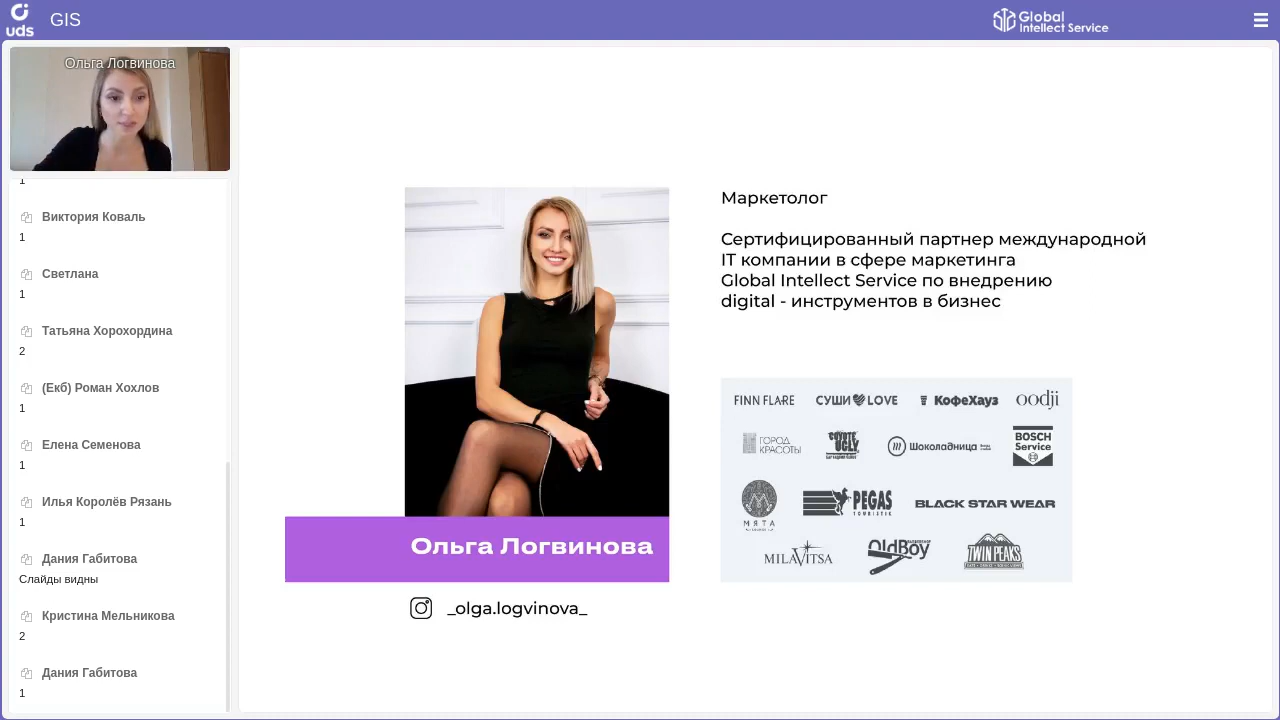 uds
GIS
Global
Intellect Service
Ольга Логвинова
1
Виктория Коваль
1
Светлана
1
Татьяна Хорохордина
2
(Екб) Роман Хохлов
1
Елена Семенова
1
Илья Королёв Рязань
1
Дания Габитова
Слайды видны
Кристина Мельникова
2
Дания Габитова
1
Ольга Логвинова
_olga.logvinova_
Маркетолог
Сертифицированный партнер международной
IT компании в сфере маркетинга
Global Intellect Service по внедрению
digital - инструментов в бизнес
FINN FLARE
СУШИ LOVE
КофеХауз
oodji
ГОРОД
КРАСОТЫ
COYOTE
UGLY
Шоколадница
BOSCH
Service
МЯТА
PEGAS
TOURISTIK
BLACK STAR WEAR
MILAVITSA
OldBoy
TWIN PEAKS